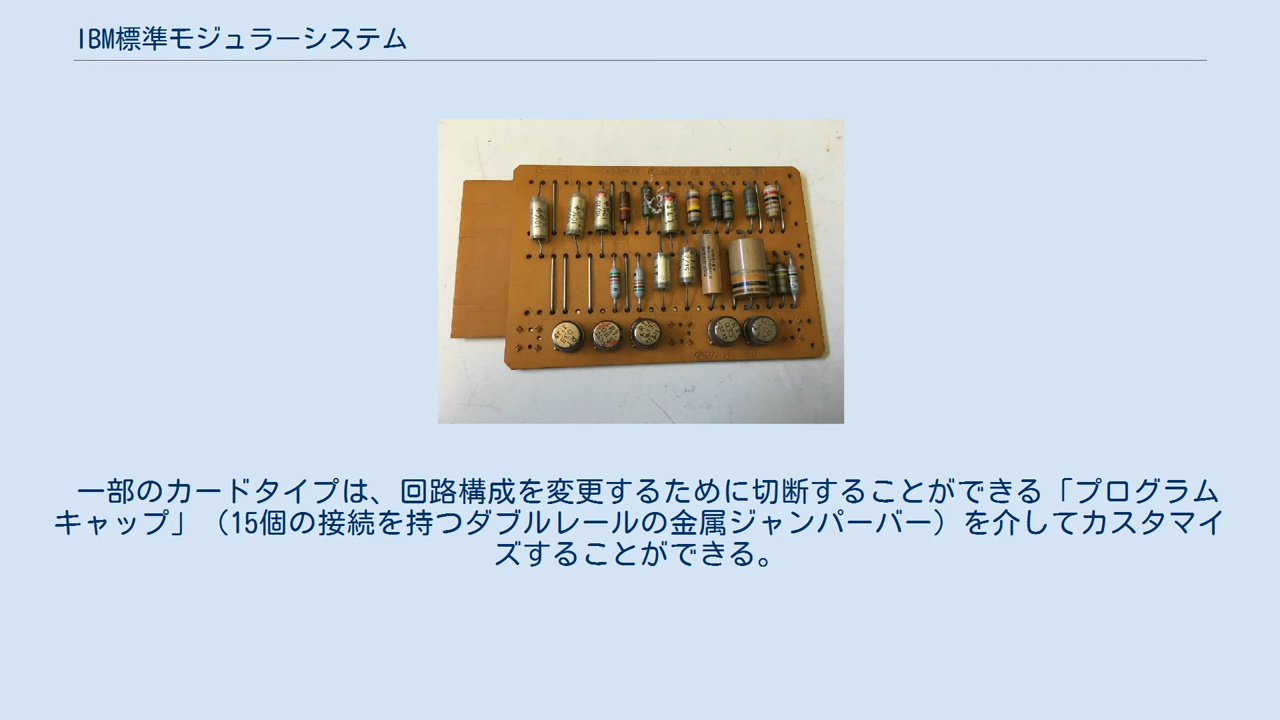 IBM標準モジュラーシステム
一部のカードタイプは、回路構成を変更するために切断することができる「プログラム
キャップ」（15個の接続を持つダブルレールの金属ジャンパーバー）を介してカスタマイ
ズすることができる。